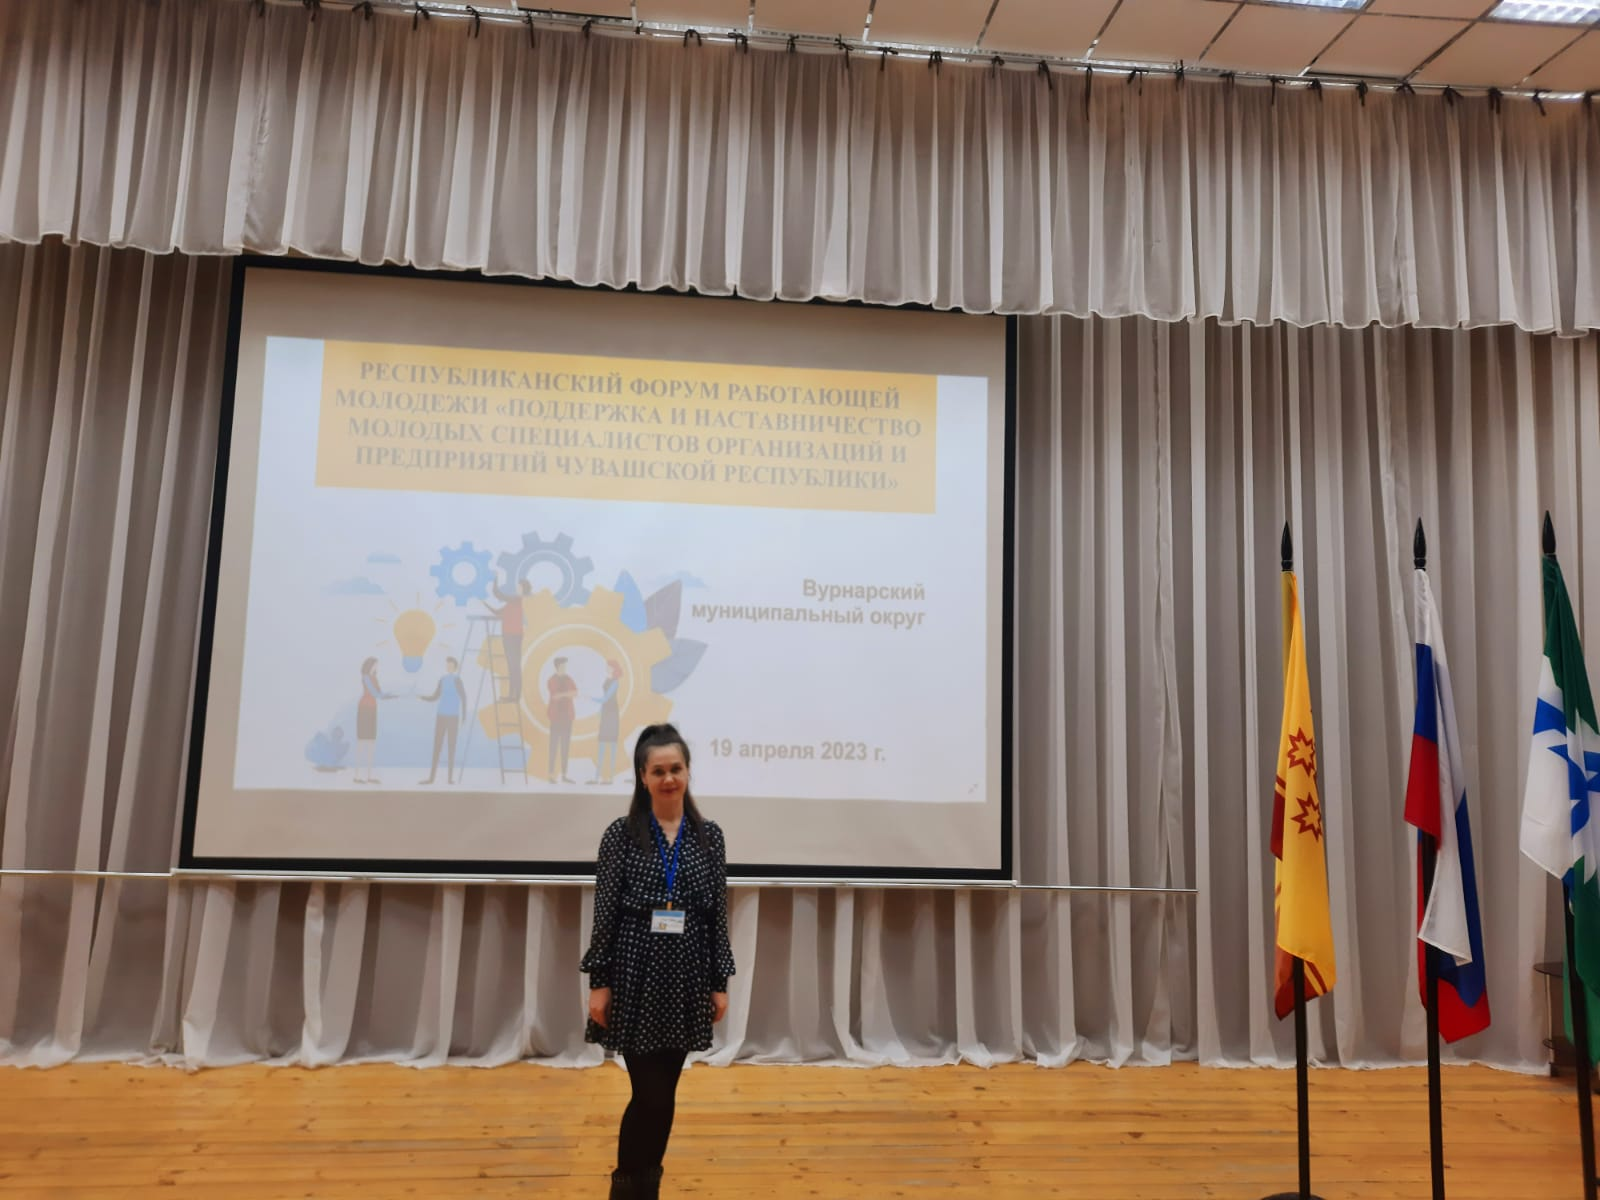 РЕСПУБЛИКАНСКИЙ ФОРУМ РАБОТАЮЩЕЙ
МОЛОДЕЖИ «ПОДДЕРЖКА И НАСТАВНИЧЕСТВО
МОЛОДЫХ СПЕЦИАЛИСТОВ ОРГАНИЗАЦИЙ И
ПРЕДПРИЯТИЙ ЧУВАШСКОЙ РЕСПУБЛИКИ»
Вурнарский
муниципальный округ
19 апреля 2023 г.